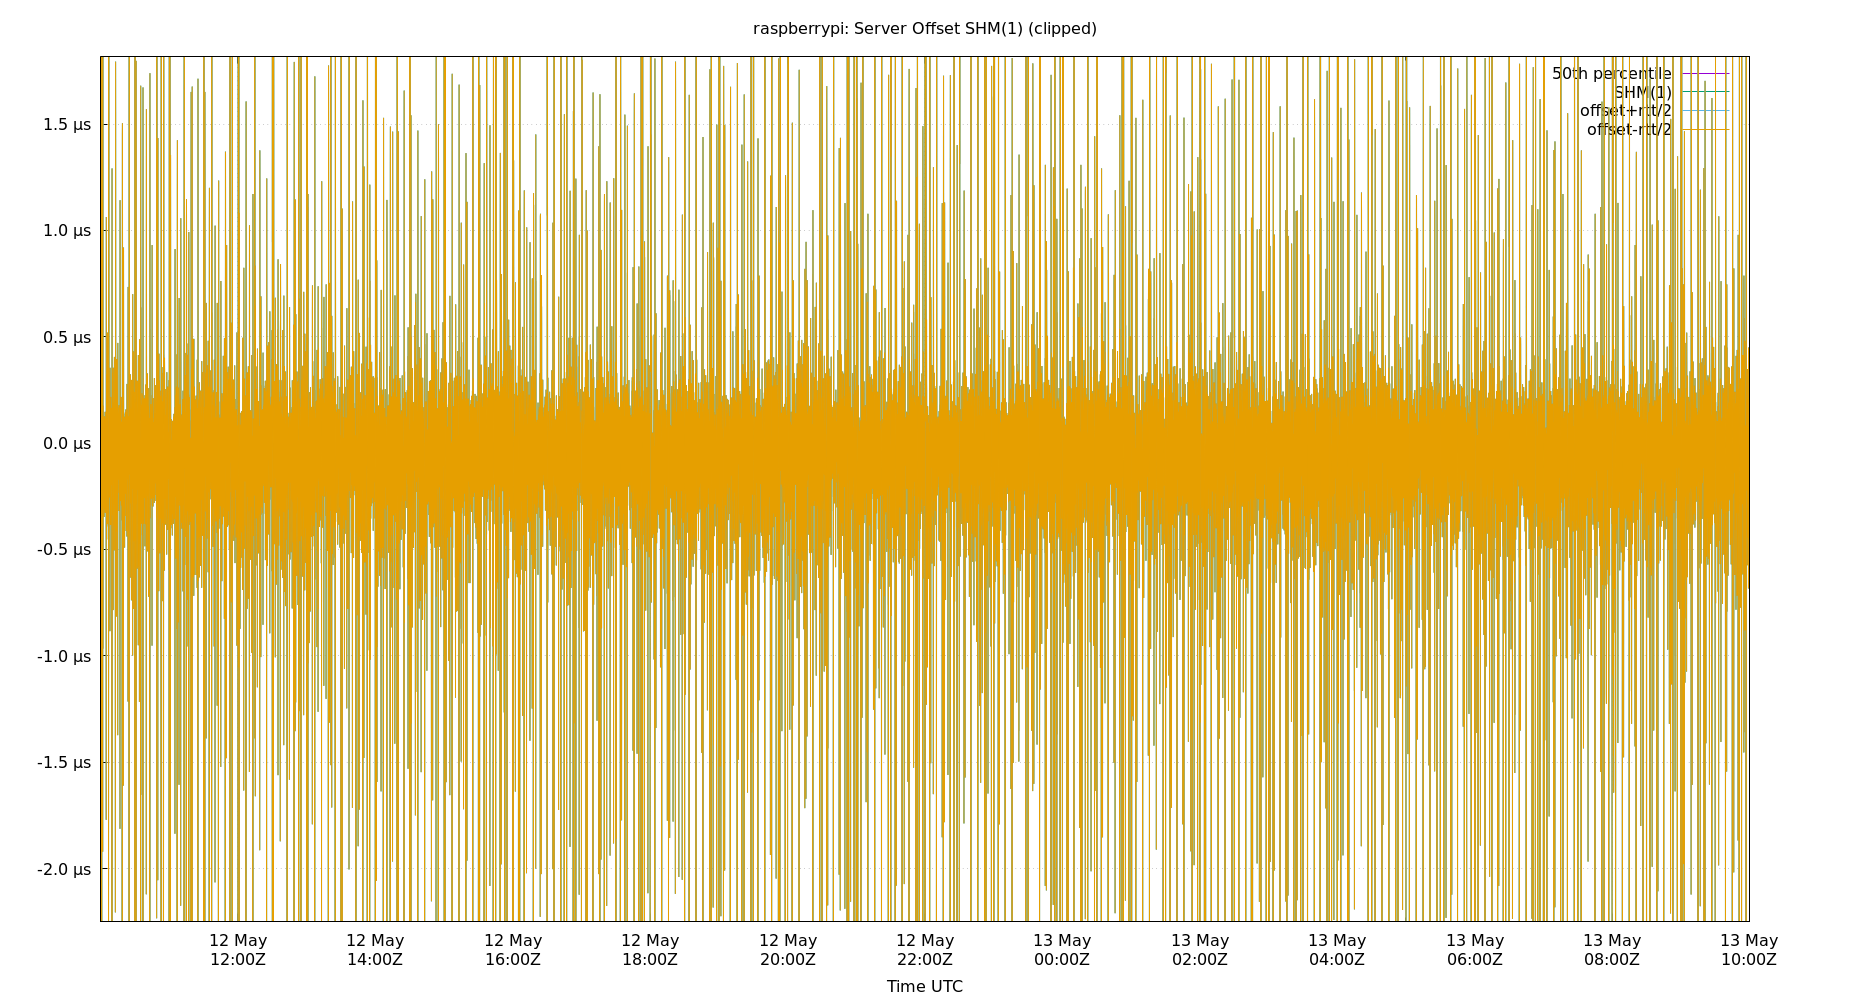 raspberrypi: Server Offset SHM(1) (clipped)
50th percentile
SHM(1)
offset+rtt/2
offset-rtt/2
1.5 µs
1.0 µs
0.5 µs
0.0 µs
-0.5 µs
-1.0 µs
-1.5 µs
-2.0 µs
12 May 12 May 12 May 12 May 12 May 12 May 13 May 13 May 13 May 13 May 13 May 13 May
12:00Z 14:00Z 16:00Z 18:00Z 20:00Z 22:00Z 00:00Z 02:00Z 04:00Z 06:00Z 08:00Z 10:00Z
Time UTC